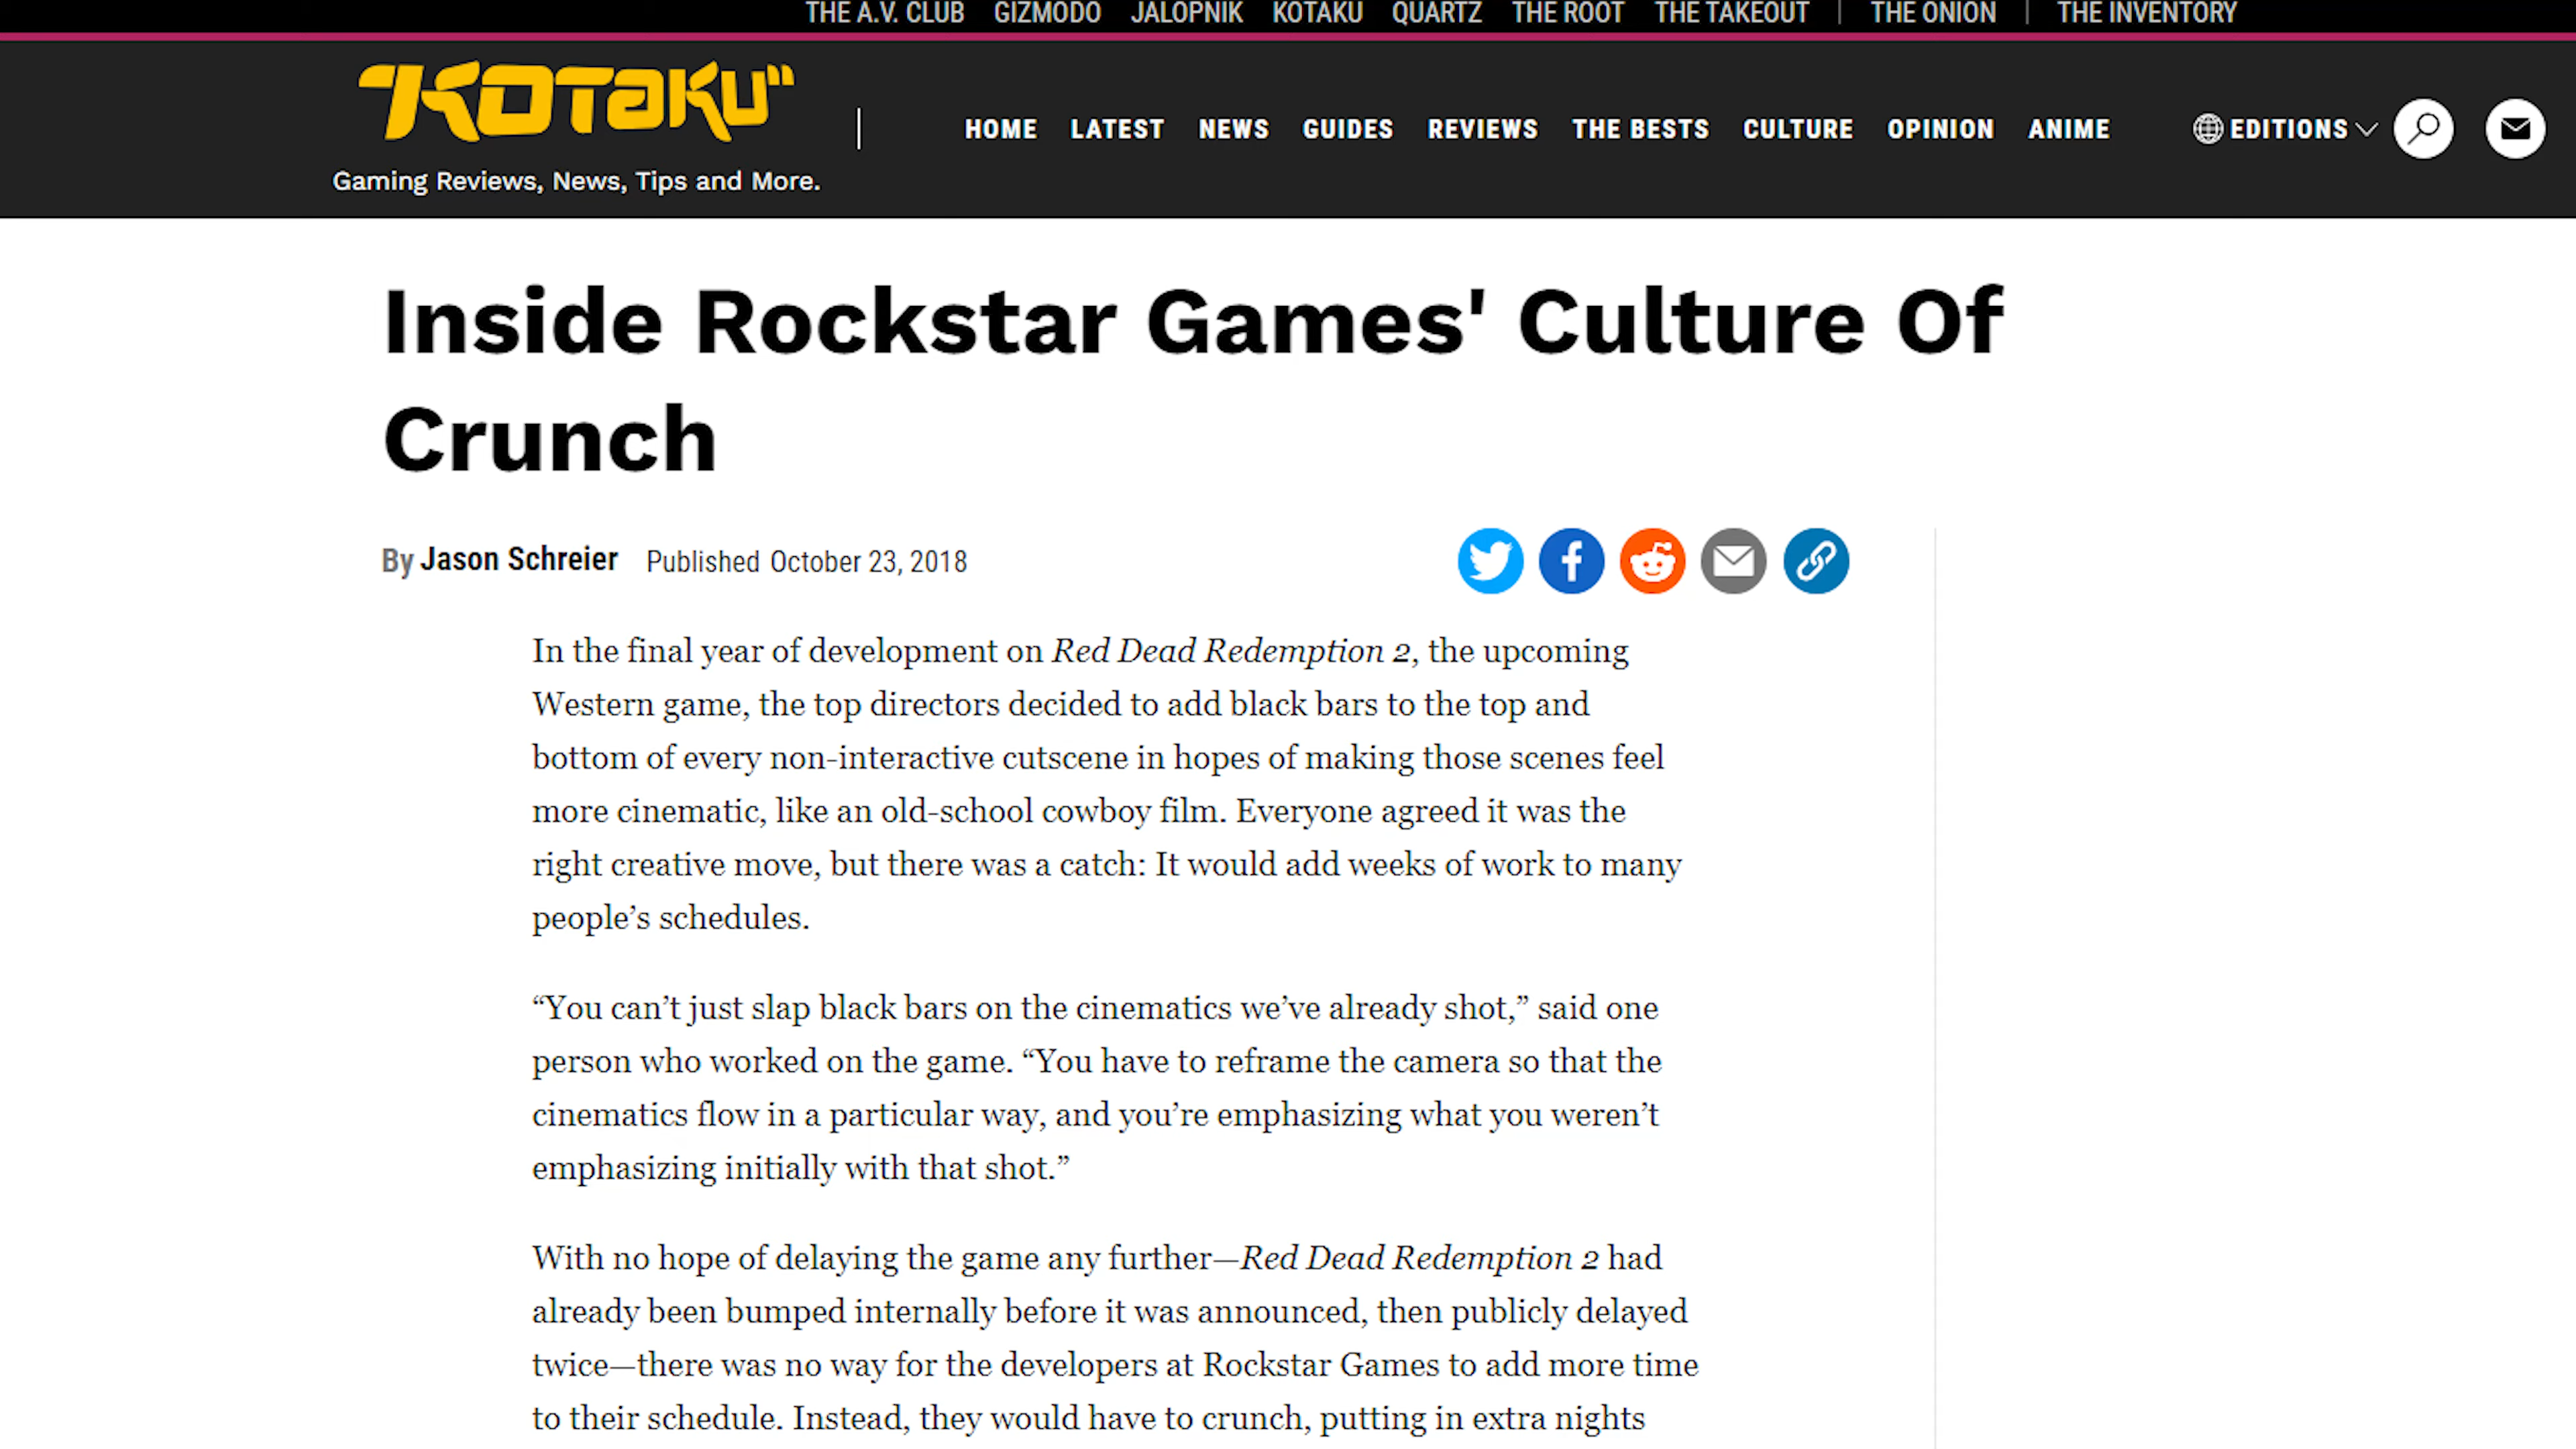 THE A.V. CLUB GIZMODO JALOPNIK KOTAKU QUARTZ THE ROOT THE TAKEOUT | THE ONION | THE INVENTORY
KOTAKU
Gaming Reviews, News, Tips and More.
HOME LATEST NEWS GUIDES REVIEWS THE BESTS CULTURE OPINION ANIME EDITIONS
Inside Rockstar Games' Culture Of
Crunch
By Jason Schreier Published October 23, 2018
In the final year of development on Red Dead Redemption 2, the upcoming
Western game, the top directors decided to add black bars to the top and
bottom of every non-interactive cutscene in hopes of making those scenes feel
more cinematic, like an old-school cowboy film. Everyone agreed it was the
right creative move, but there was a catch: It would add weeks of work to many
people’s schedules.
“You can’t just slap black bars on the cinematics we’ve already shot,” said one
person who worked on the game. “You have to reframe the camera so that the
cinematics flow in a particular way, and you’re emphasizing what you weren’t
emphasizing initially with that shot.”
With no hope of delaying the game any further—Red Dead Redemption 2 had
already been bumped internally before it was announced, then publicly delayed
twice—there was no way for the developers at Rockstar Games to add more time
to their schedule. Instead, they would have to crunch, putting in extra nights